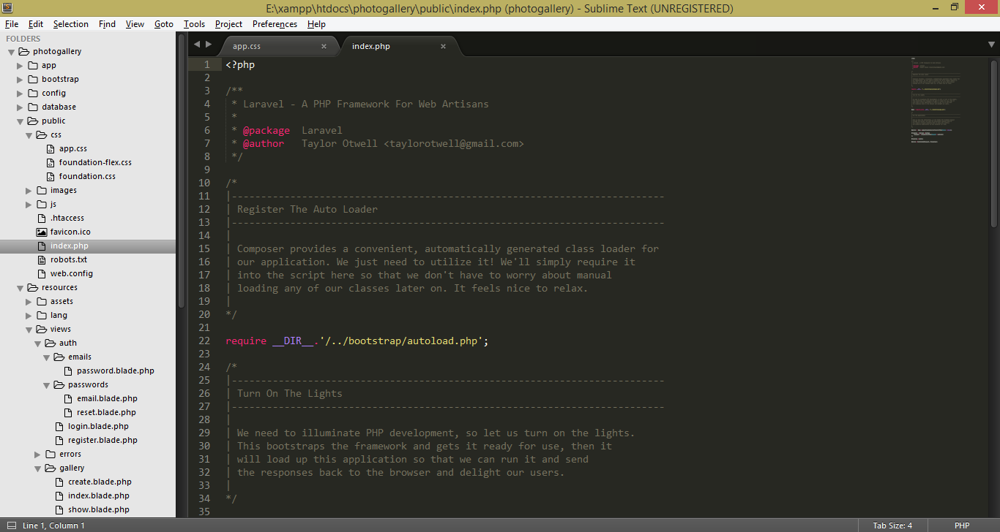 E:\xampp\htdocs\photogallery\public\index.php (photogallery) - Sublime Text (UNREGISTERED)
File Edit Selection Find View Goto Tools Project Preferences Help
FOLDERS
photogallery
app
bootstrap
config
database
public
css
app.css
foundation-flex.css
foundation.css
images
js
.htaccess
favicon.ico
index.php
robots.txt
web.config
resources
assets
lang
views
auth
emails
password.blade.php
passwords
email.blade.php
reset.blade.php
login.blade.php
register.blade.php
errors
gallery
create.blade.php
index.blade.php
show.blade.php
app.css × index.php ×
1 <?php
2
3 /**
4  * Laravel - A PHP Framework For Web Artisans
5  *
6  * @package  Laravel
7  * @author   Taylor Otwell <taylorotwell@gmail.com>
8  */
9
10 /*
11 |--------------------------------------------------------------------------
12 | Register The Auto Loader
13 |--------------------------------------------------------------------------
14 |
15 | Composer provides a convenient, automatically generated class loader for
16 | our application. We just need to utilize it! We'll simply require it
17 | into the script here so that we don't have to worry about manual
18 | loading any of our classes later on. It feels nice to relax.
19 |
20 */
21
22 require __DIR__.'/../bootstrap/autoload.php';
23
24 /*
25 |--------------------------------------------------------------------------
26 | Turn On The Lights
27 |--------------------------------------------------------------------------
28 |
29 | We need to illuminate PHP development, so let us turn on the lights.
30 | This bootstraps the framework and gets it ready for use, then it
31 | will load up this application so that we can run it and send
32 | the responses back to the browser and delight our users.
33 |
34 */
35
Line 1, Column 1 Tab Size: 4 PHP